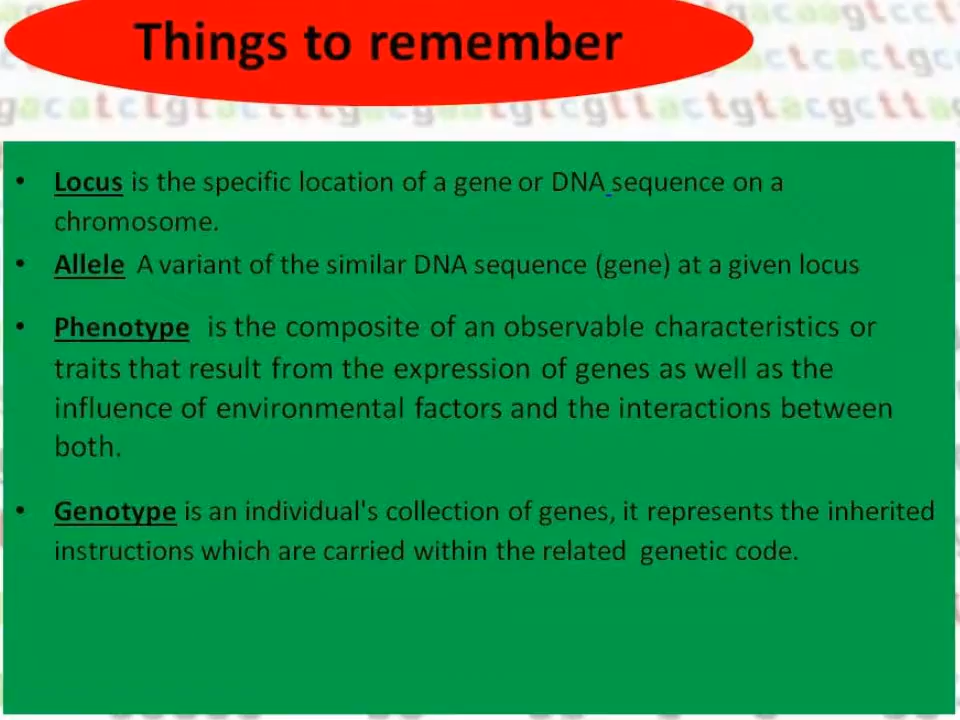 Things to remember
• Locus is the specific location of a gene or DNA sequence on a
chromosome.
• Allele A variant of the similar DNA sequence (gene) at a given locus
• Phenotype is the composite of an observable characteristics or
traits that result from the expression of genes as well as the
influence of environmental factors and the interactions between
both.
• Genotype is an individual's collection of genes, it represents the inherited
instructions which are carried within the related genetic code.